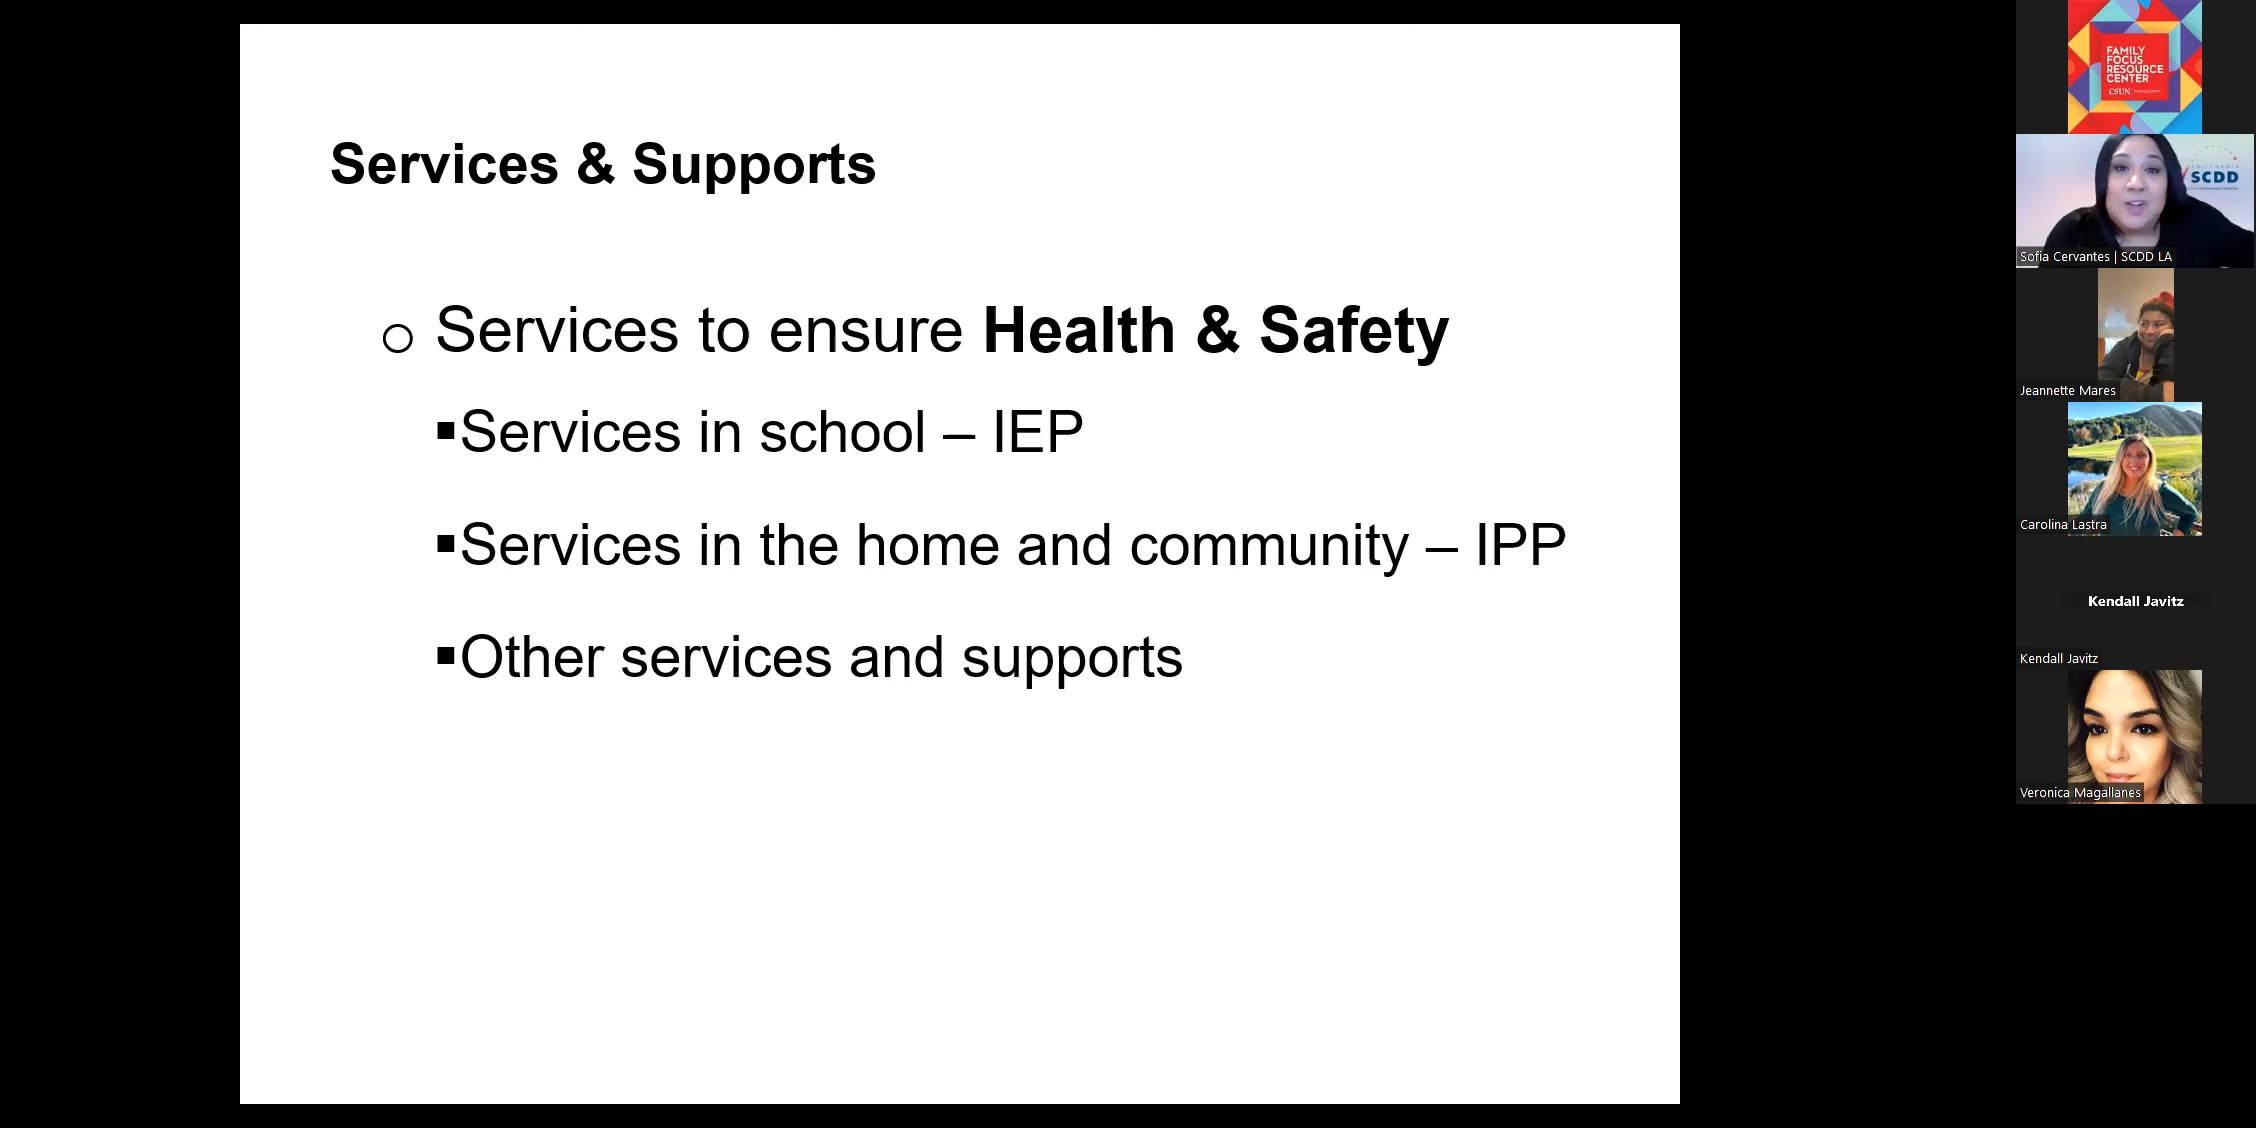 Services & Supports
Services to ensure Health & Safety
Services in school – IEP
Services in the home and community – IPP
Other services and supports
FAMILY
FOCUS
RESOURCE
CENTER
CSUN
SCDD
Sofia Cervantes | SCDD LA
Jeannette Mares
Carolina Lastra
Kendall Javitz
Kendall Javitz
Veronica Magallanes